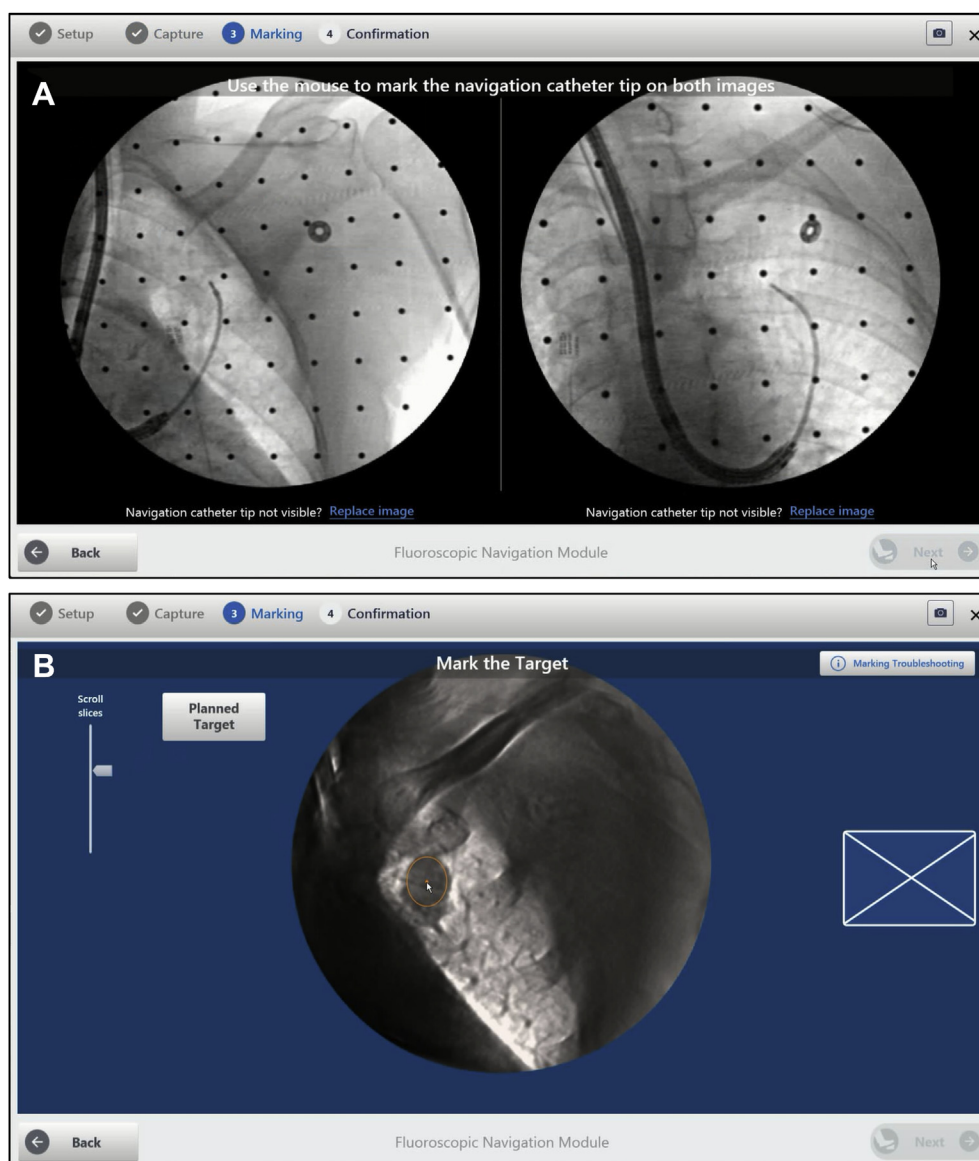 Setup Capture 3 Marking 4 Confirmation
A
Use the mouse to mark the navigation catheter tip on both images
Navigation catheter tip not visible? Replace image
Navigation catheter tip not visible? Replace image
Back
Fluoroscopic Navigation Module
Next
Setup Capture 3 Marking 4 Confirmation
B
Mark the Target
Marking Troubleshooting
Scroll
slices
Planned
Target
Back
Fluoroscopic Navigation Module
Next